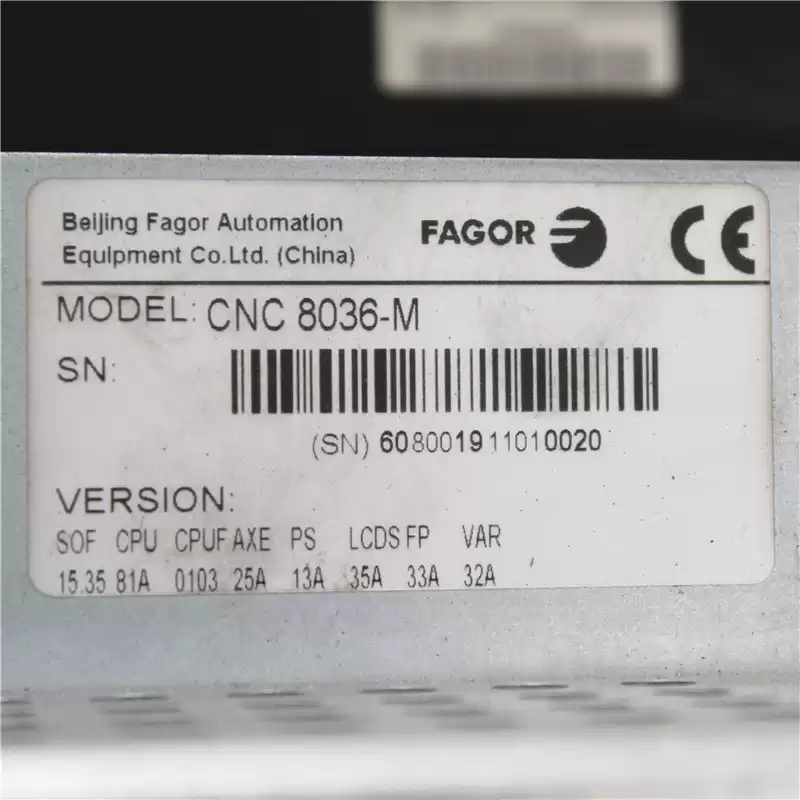 Beijing Fagor Automation
Equipment Co.Ltd. (China)
FAGOR
CE
MODEL: CNC 8036-M
SN:
(SN) 608001911010020
VERSION:
SOF CPU CPUF AXE PS LCDS FP VAR
15.35 81A 0103 25A 13A 35A 33A 32A